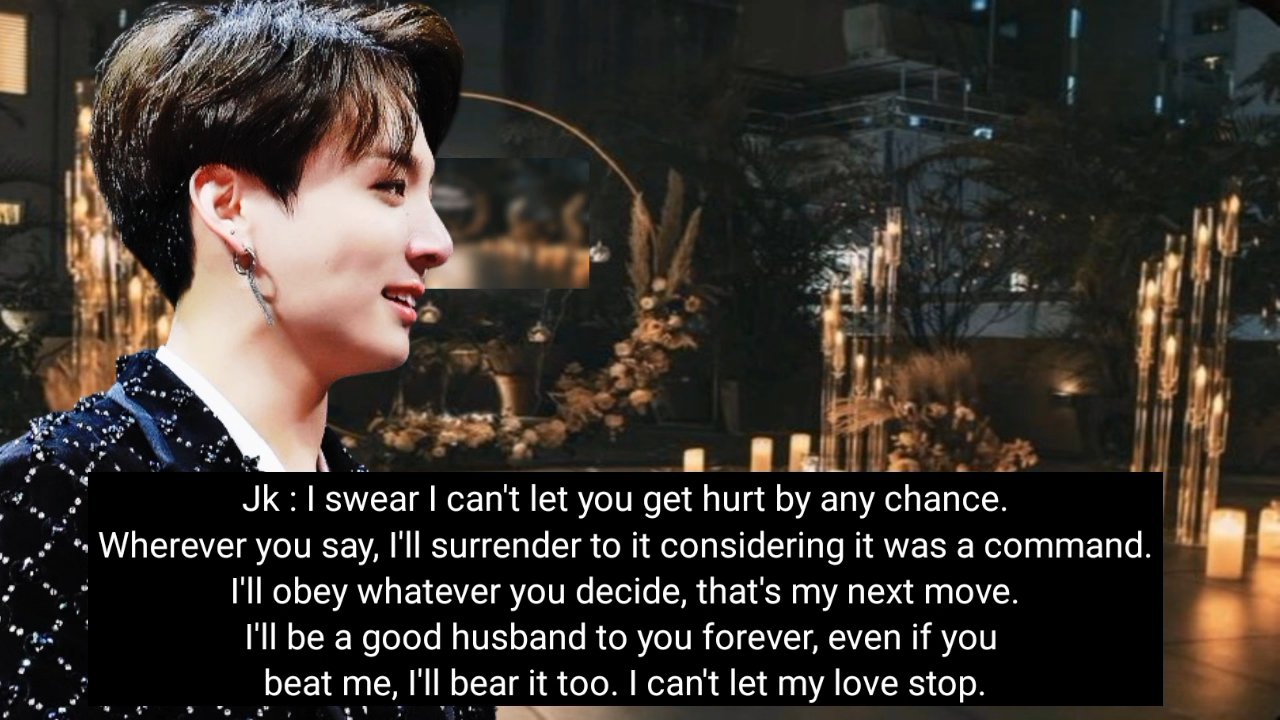 Jk : I swear I can't let you get hurt by any chance.
Wherever you say, I'll surrender to it considering it was a command.
I'll obey whatever you decide, that's my next move.
I'll be a good husband to you forever, even if you
beat me, I'll bear it too. I can't let my love stop.